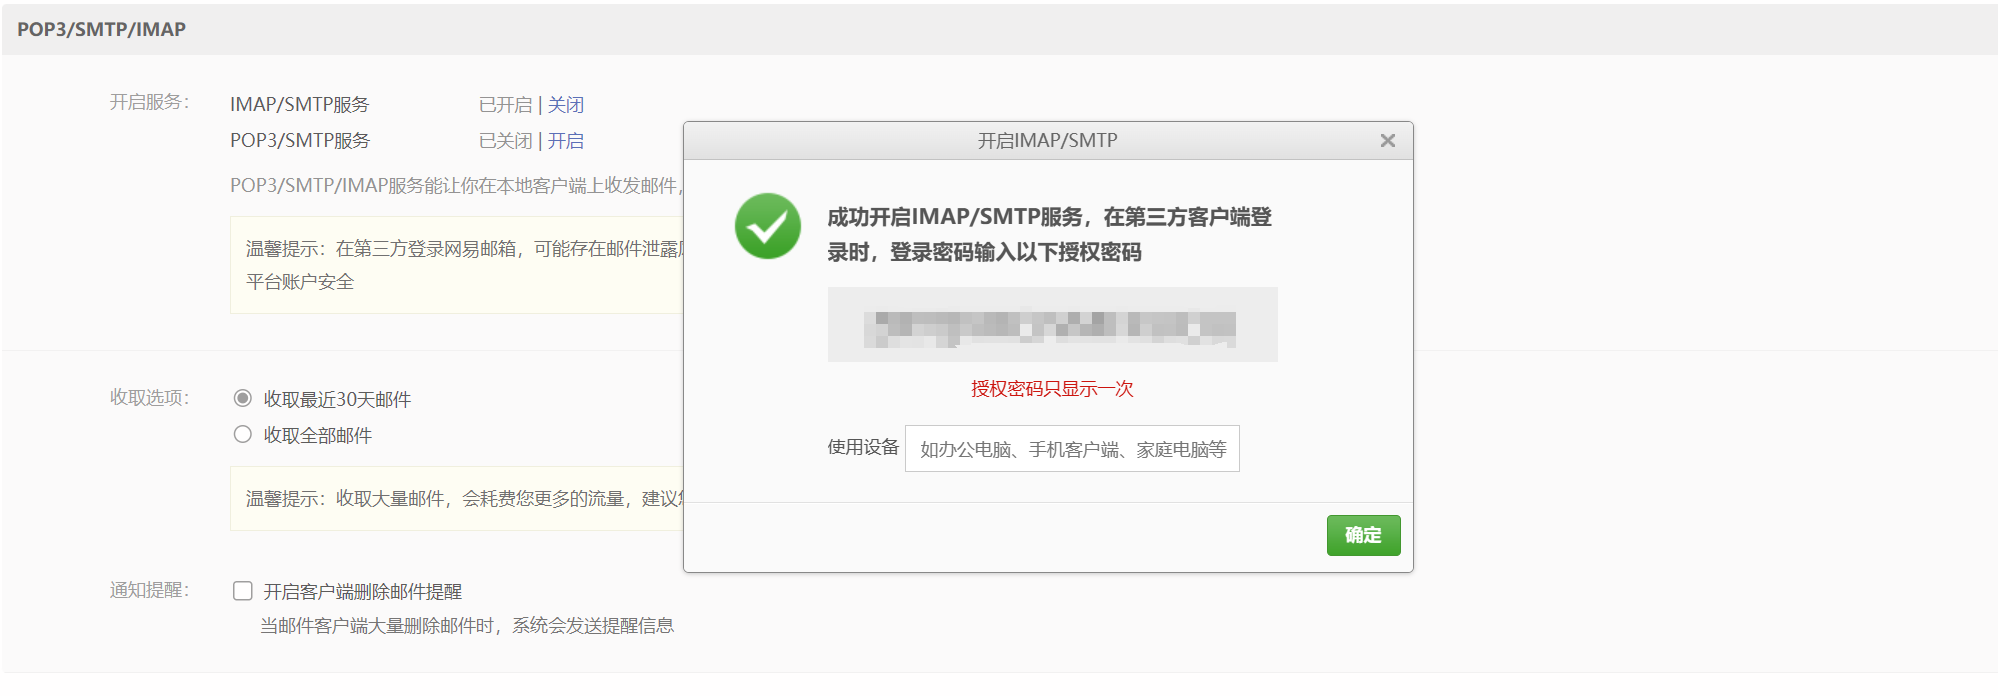 POP3/SMTP/IMAP
开启服务：
IMAP/SMTP服务
已开启 | 关闭
POP3/SMTP服务
已关闭 | 开启
POP3/SMTP/IMAP服务能让你在本地客户端上收发邮件，
温馨提示：在第三方登录网易邮箱，可能存在邮件泄露
平台账户安全
收取选项：
收取最近30天邮件
收取全部邮件
温馨提示：收取大量邮件，会耗费您更多的流量，建议
通知提醒：
开启客户端删除邮件提醒
当邮件客户端大量删除邮件时，系统会发送提醒信息
开启IMAP/SMTP
成功开启IMAP/SMTP服务，在第三方客户端登
录时，登录密码输入以下授权密码
授权密码只显示一次
使用设备
如办公电脑、手机客户端、家庭电脑等
确定